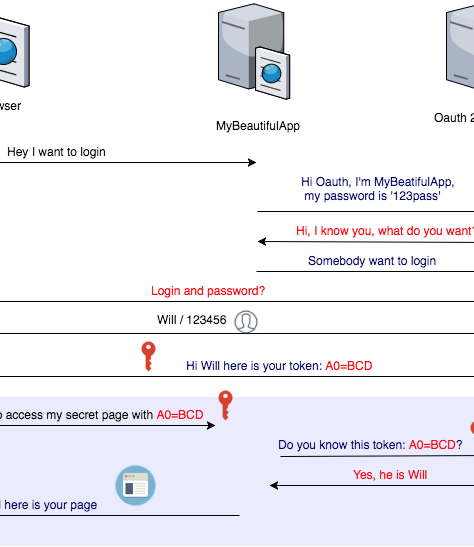 wser
MyBeautifulApp
Oauth 2
Hey I want to login
Hi Oauth, I'm MyBeatifulApp,
my password is '123pass'
Hi, I know you, what do you want?
Somebody want to login
Login and password?
Will / 123456
Hi Will here is your token: A0=BCD
o access my secret page with A0=BCD
Do you know this token: A0=BCD?
Yes, he is Will
l here is your page